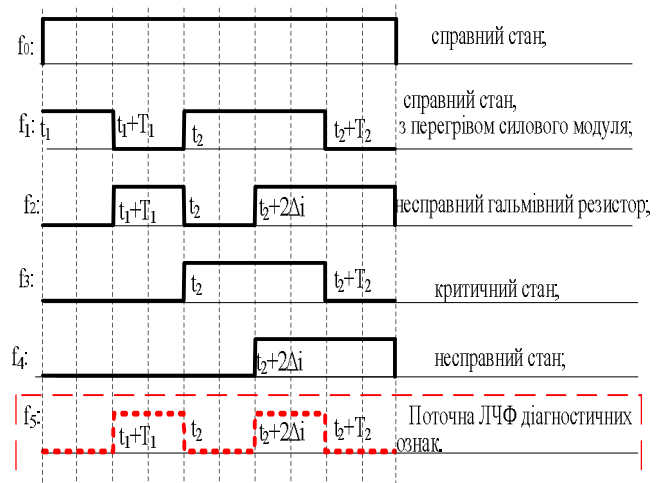 f₀: справний стан;
справний стан,
f₁: t₁ t₁+T₁ t₂ t₂+T₂ з перегрівом силового модуля;
f₂: t₁+T₁ t₂ t₂+2Δi несправний гальмівний резистор;
f₃: t₂ t₂+T₂ критичний стан;
f₄: t₂+2Δi несправний стан;
f₅: t₁+T₁ t₂ t₂+2Δi t₂+T₂ Поточна ЛЧФ діагностичних
ознак.